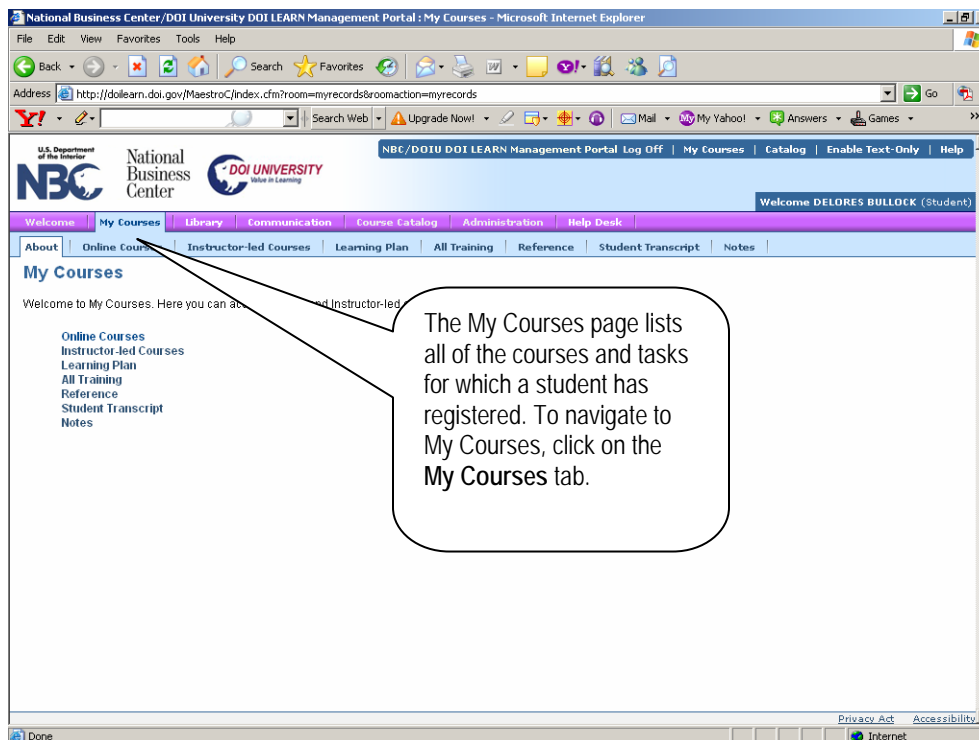 National Business Center/DOI University DOI LEARN Management Portal : My Courses - Microsoft Internet Explorer
File Edit View Favorites Tools Help
Back Search Favorites
Address http://doilearn.doi.gov/MaestroC/index.cfm?room=myrecords&roomaction=myrecords Go
Y! Search Web Upgrade Now! Mail My Yahoo! Answers Games
U.S. Department of the Interior
NBC National Business Center
DOI UNIVERSITY
Value in Learning
NBC/DOIU DOI LEARN Management Portal Log Off | My Courses | Catalog | Enable Text-Only | Help
Welcome DELORES BULLOCK (Student)
Welcome My Courses Library Communication Course Catalog Administration Help Desk
About Online Courses Instructor-led Courses Learning Plan All Training Reference Student Transcript Notes
My Courses
Welcome to My Courses. Here you can and Instructor-led
Online Courses
Instructor-led Courses
Learning Plan
All Training
Reference
Student Transcript
Notes
The My Courses page lists
all of the courses and tasks
for which a student has
registered. To navigate to
My Courses, click on the
My Courses tab.
Privacy Act Accessibility
Done Internet